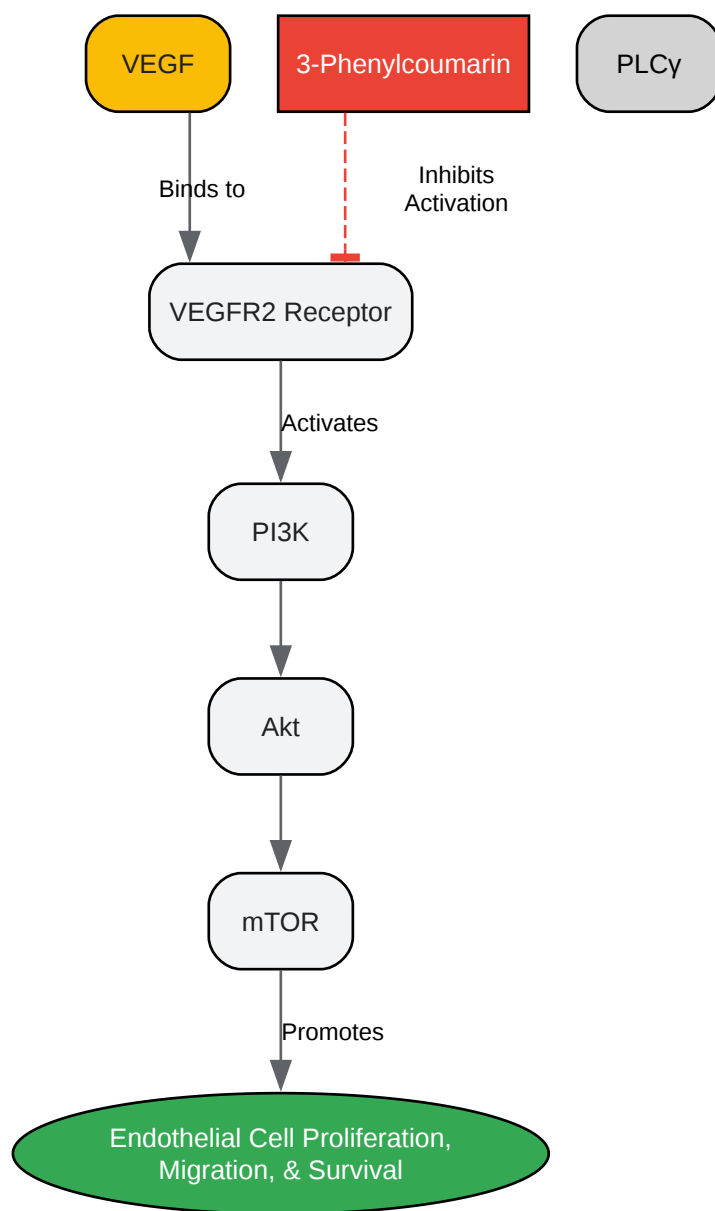 VEGF
3-Phenylcoumarin
PLCγ
Binds to
Inhibits
Activation
VEGFR2 Receptor
Activates
PI3K
Akt
mTOR
Promotes
Endothelial Cell Proliferation,
Migration, & Survival